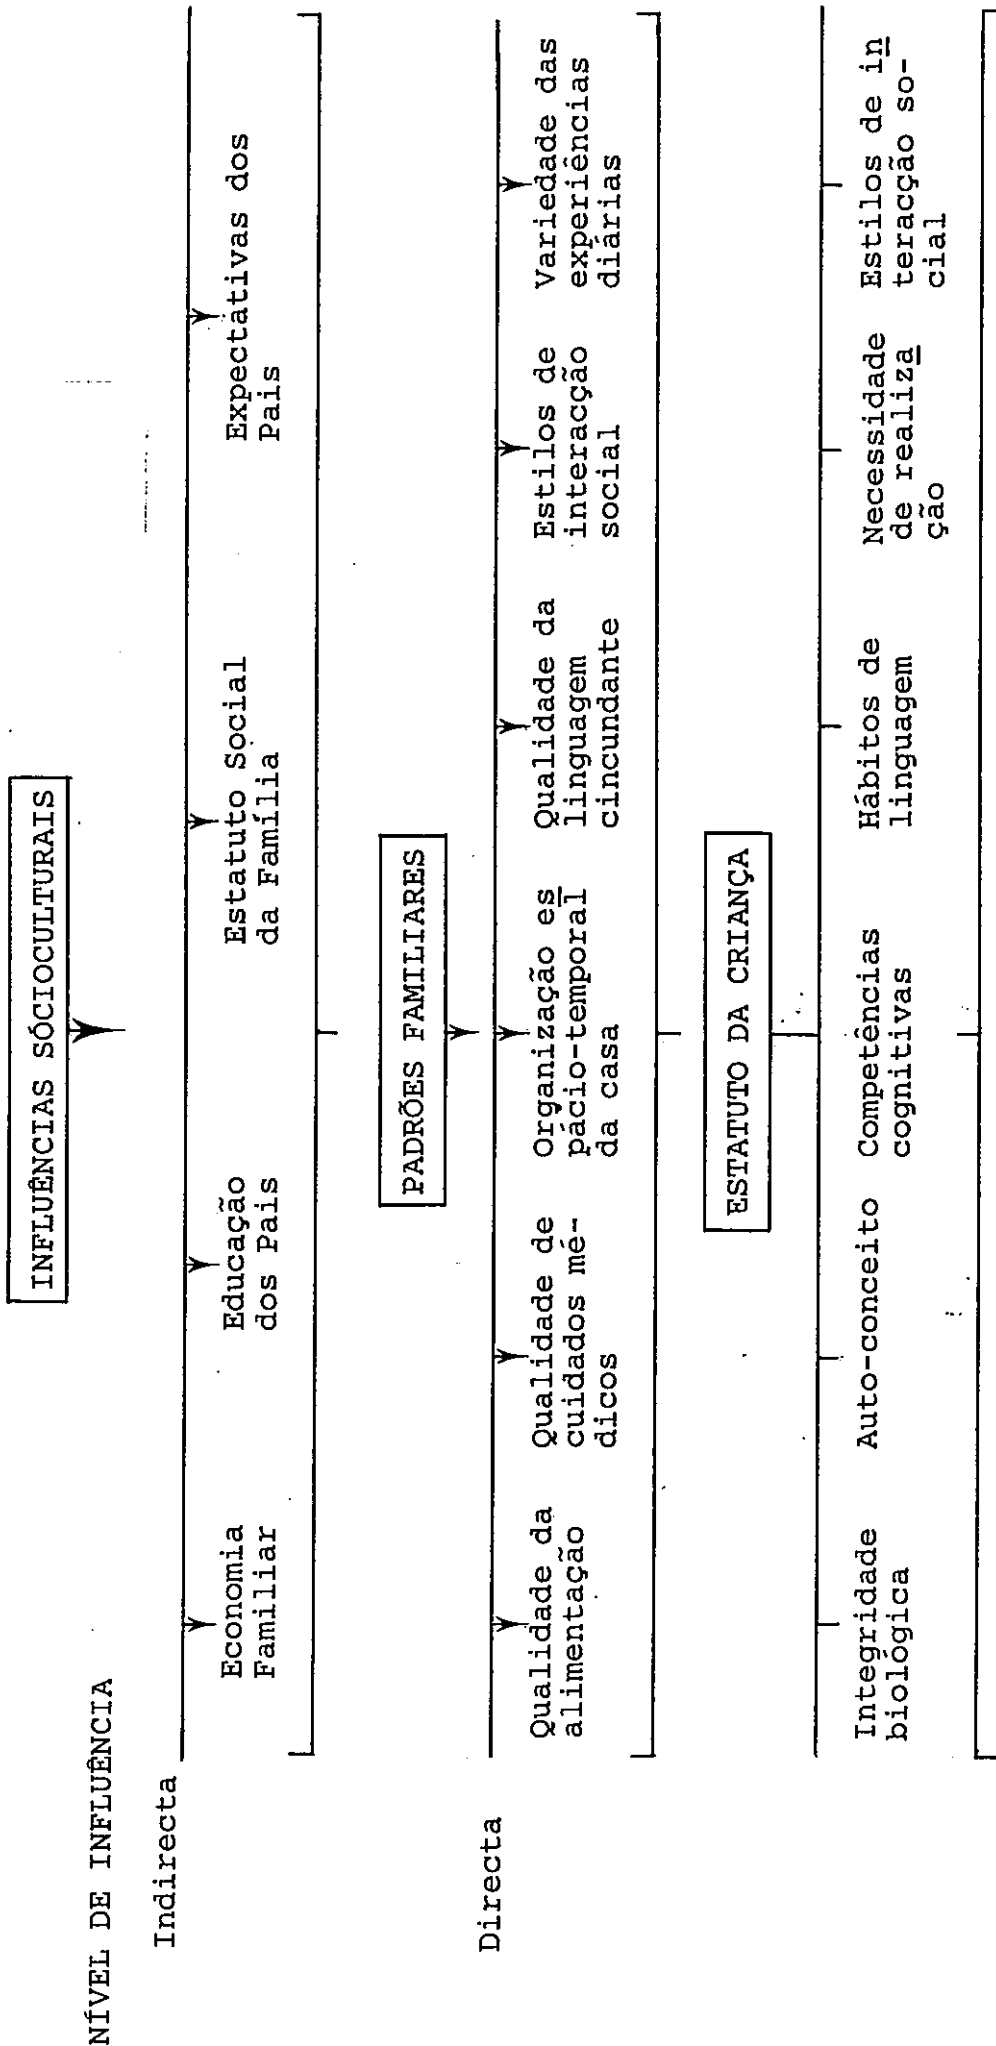 INFLUÊNCIAS SÓCIOCULTURAIS
NÍVEL DE INFLUÊNCIA
Indirecta
Economia
Familiar
Educação
dos Pais
Estatuto Social
da Família
Expectativas dos
Pais
PADRÕES FAMILIARES
Directa
Qualidade da
alimentação
Qualidade de
cuidados mé-
dicos
Organização es
pácio-temporal
da casa
Qualidade da
linguagem
cincundante
Estilos de
interacção
social
Variedade das
experiências
diárias
ESTATUTO DA CRIANÇA
Integridade
biológica
Auto-conceito
Competências
cognitivas
Hábitos de
linguagem
Necessidade
de realiza
ção
Estilos de in
teracção so-
cial